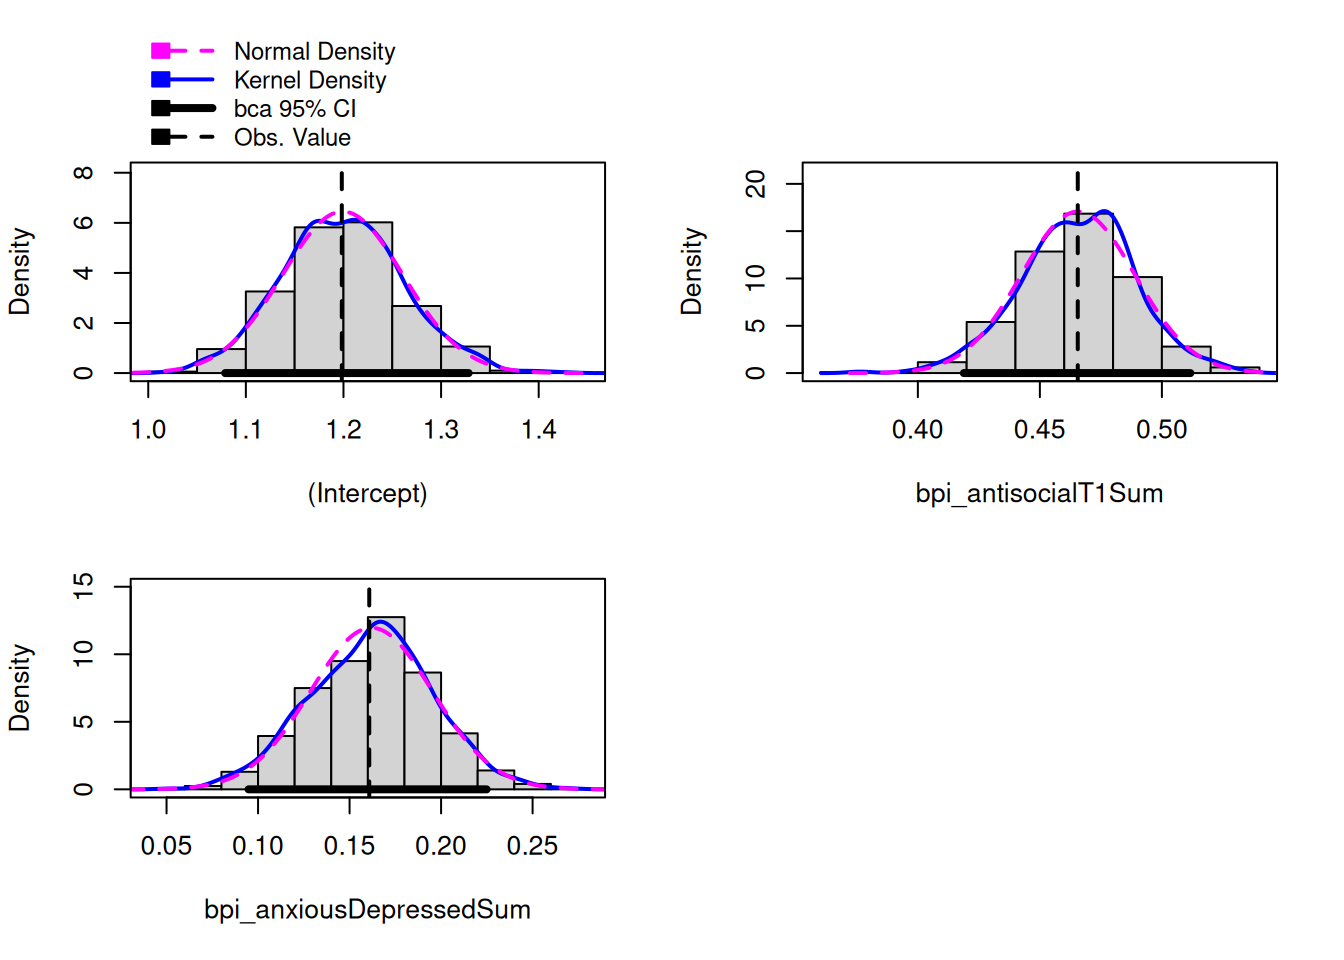 Normal Density
Kernel Density
bca 95% CI
Obs. Value
Density
8
6
4
2
0
1.0 1.1 1.2 1.3 1.4
(Intercept)
Density
20
10
5
0
0.40 0.45 0.50
bpi_antisocialT1Sum
Density
15
10
5
0
0.05 0.10 0.15 0.20 0.25
bpi_anxiousDepressedSum